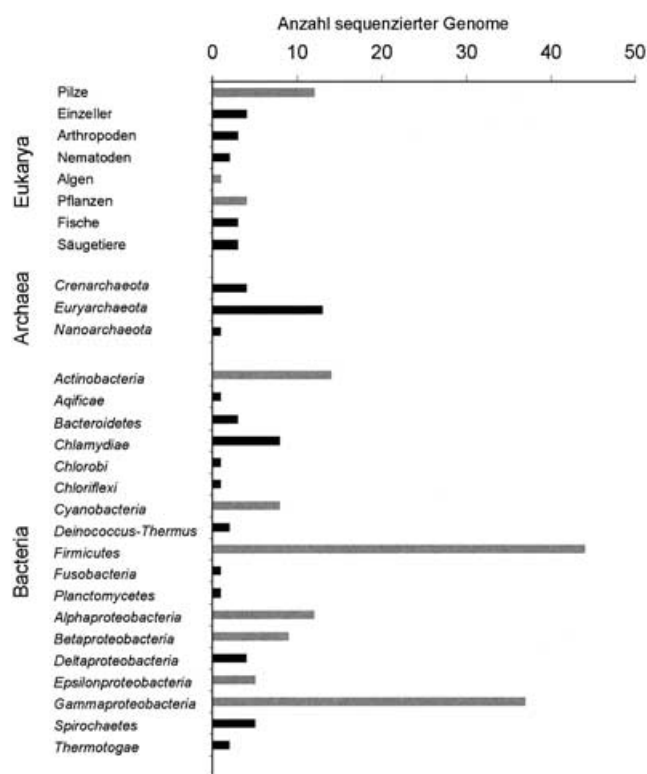 Anzahl sequenzierter Genome
0 10 20 30 40 50
Eukarya
Pilze
Einzeller
Arthropoden
Nematoden
Algen
Pflanzen
Fische
Säugetiere
Archaea
Crenarchaeota
Euryarchaeota
Nanoarchaeota
Bacteria
Actinobacteria
Aqificae
Bacteroidetes
Chlamydiae
Chlorobi
Chloriflexi
Cyanobacteria
Deinococcus-Thermus
Firmicutes
Fusobacteria
Planctomycetes
Alphaproteobacteria
Betaproteobacteria
Deltaproteobacteria
Epsilonproteobacteria
Gammaproteobacteria
Spirochaetes
Thermotogae